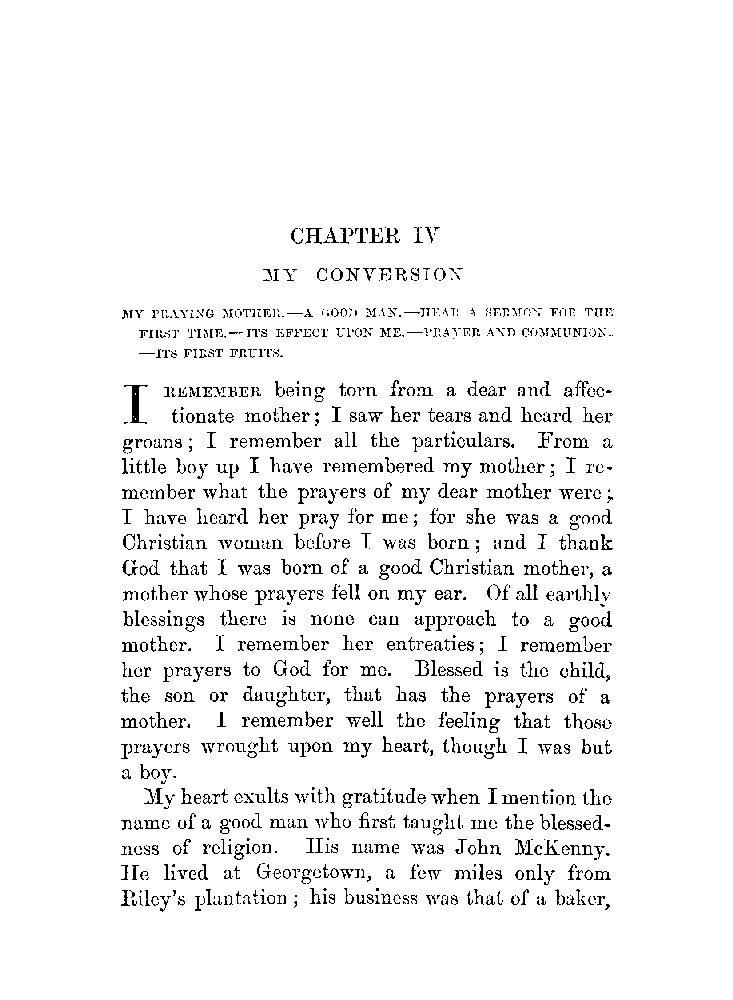 CHAPTER IV
MY CONVERSION
MY PRAYING MOTHER.—A GOOD MAN.—HEAR A SERMON FOR THE
FIRST TIME.—ITS EFFECT UPON ME.—PRAYER AND COMMUNION.
—ITS FIRST FRUITS.
I REMEMBER being torn from a dear and affec-
tionate mother; I saw her tears and heard her
groans; I remember all the particulars. From a
little boy up I have remembered my mother; I re-
member what the prayers of my dear mother were;
I have heard her pray for me; for she was a good
Christian woman before I was born; and I thank
God that I was born of a good Christian mother, a
mother whose prayers fell on my ear. Of all earthly
blessings there is none can approach to a good
mother. I remember her entreaties; I remember
her prayers to God for me. Blessed is the child,
the son or daughter, that has the prayers of a
mother. I remember well the feeling that those
prayers wrought upon my heart, though I was but
a boy.
My heart exults with gratitude when I mention the
name of a good man who first taught me the blessed-
ness of religion. His name was John McKenny.
He lived at Georgetown, a few miles only from
Riley's plantation; his business was that of a baker,